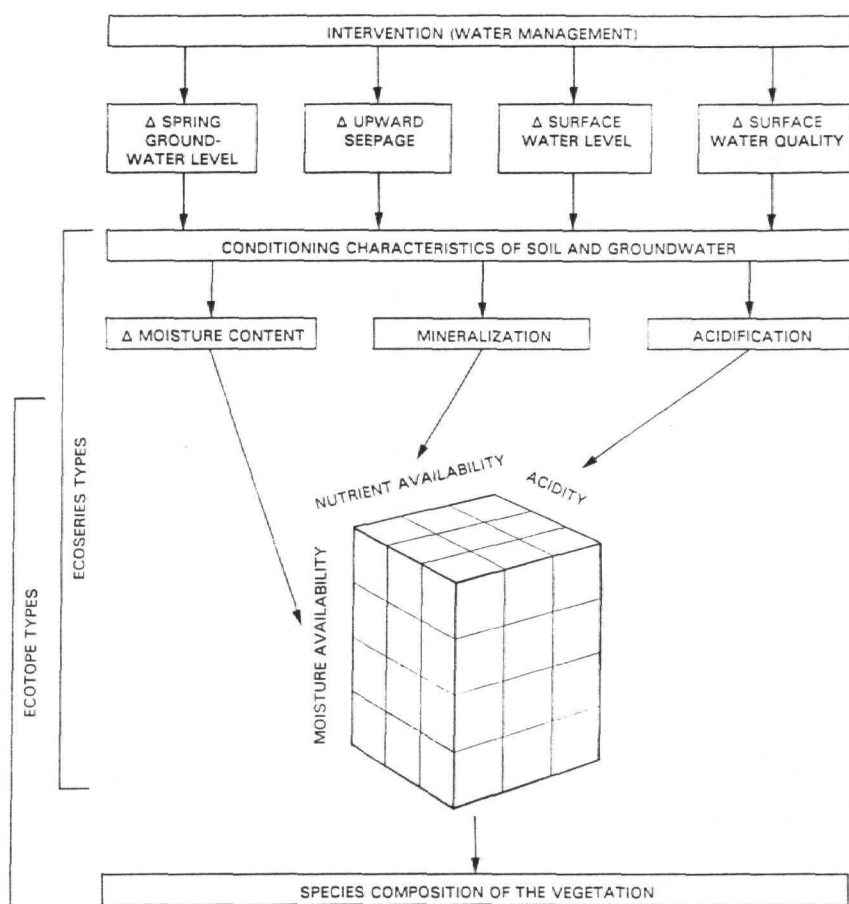 INTERVENTION (WATER MANAGEMENT)
Δ SPRING
GROUND-
WATER LEVEL
Δ UPWARD
SEEPAGE
Δ SURFACE
WATER LEVEL
Δ SURFACE
WATER QUALITY
CONDITIONING CHARACTERISTICS OF SOIL AND GROUNDWATER
Δ MOISTURE CONTENT
MINERALIZATION
ACIDIFICATION
ECOTOPE TYPES
ECOSERIES TYPES
NUTRIENT AVAILABILITY
ACIDITY
MOISTURE AVAILABILITY
SPECIES COMPOSITION OF THE VEGETATION